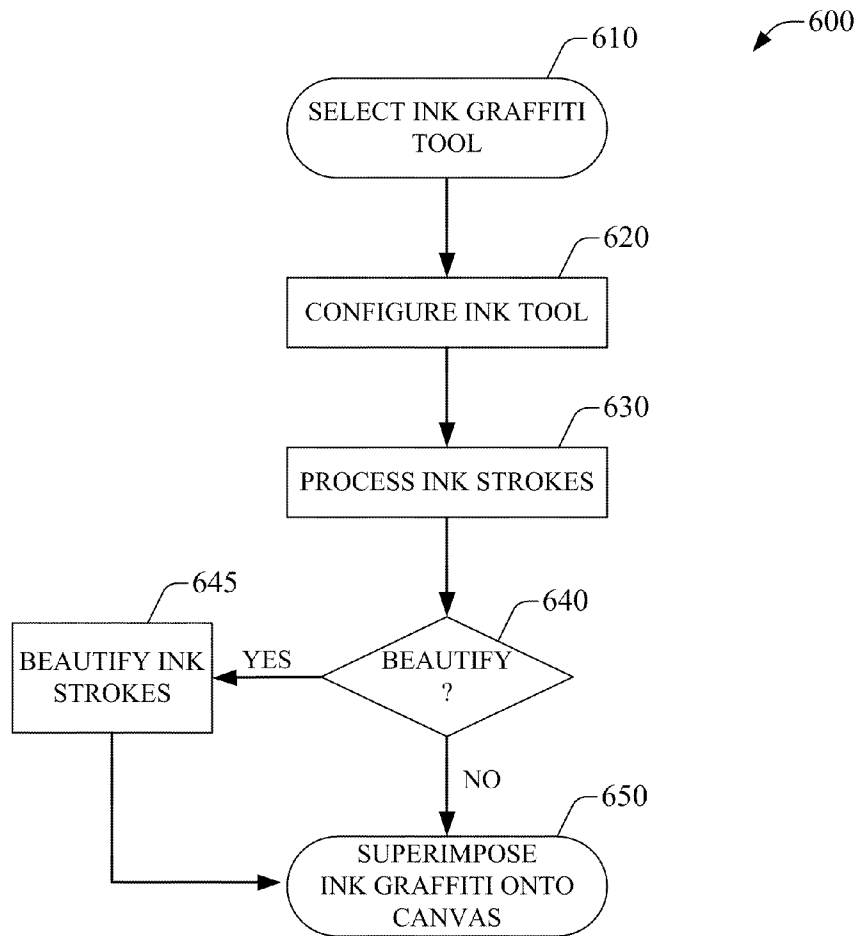 600
610
SELECT INK GRAFFITI
TOOL
620
CONFIGURE INK TOOL
630
PROCESS INK STROKES
640
BEAUTIFY
?
645
YES
BEAUTIFY INK
STROKES
NO
650
SUPERIMPOSE
INK GRAFFITI ONTO
CANVAS